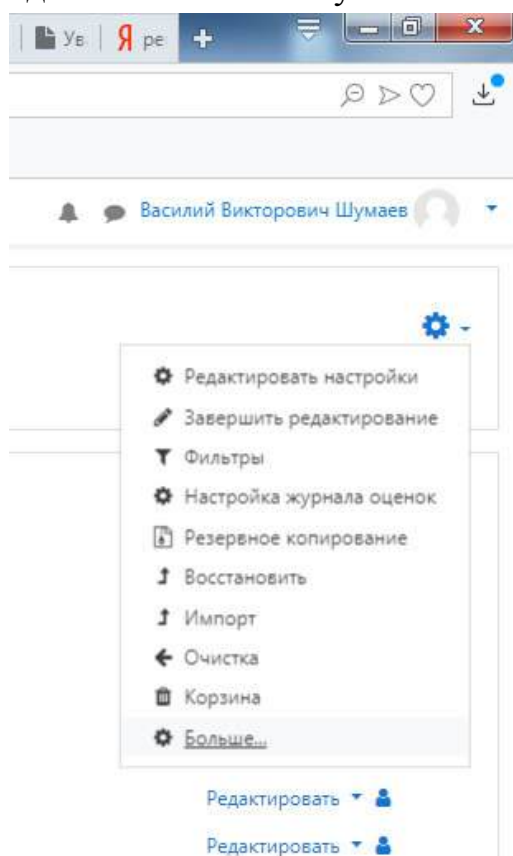 Ув
Я ре
Василий Викторович Шумаев
Редактировать настройки
Завершить редактирование
Фильтры
Настройка журнала оценок
Резервное копирование
Восстановить
Импорт
Очистка
Корзина
Больше...
Редактировать
Редактировать